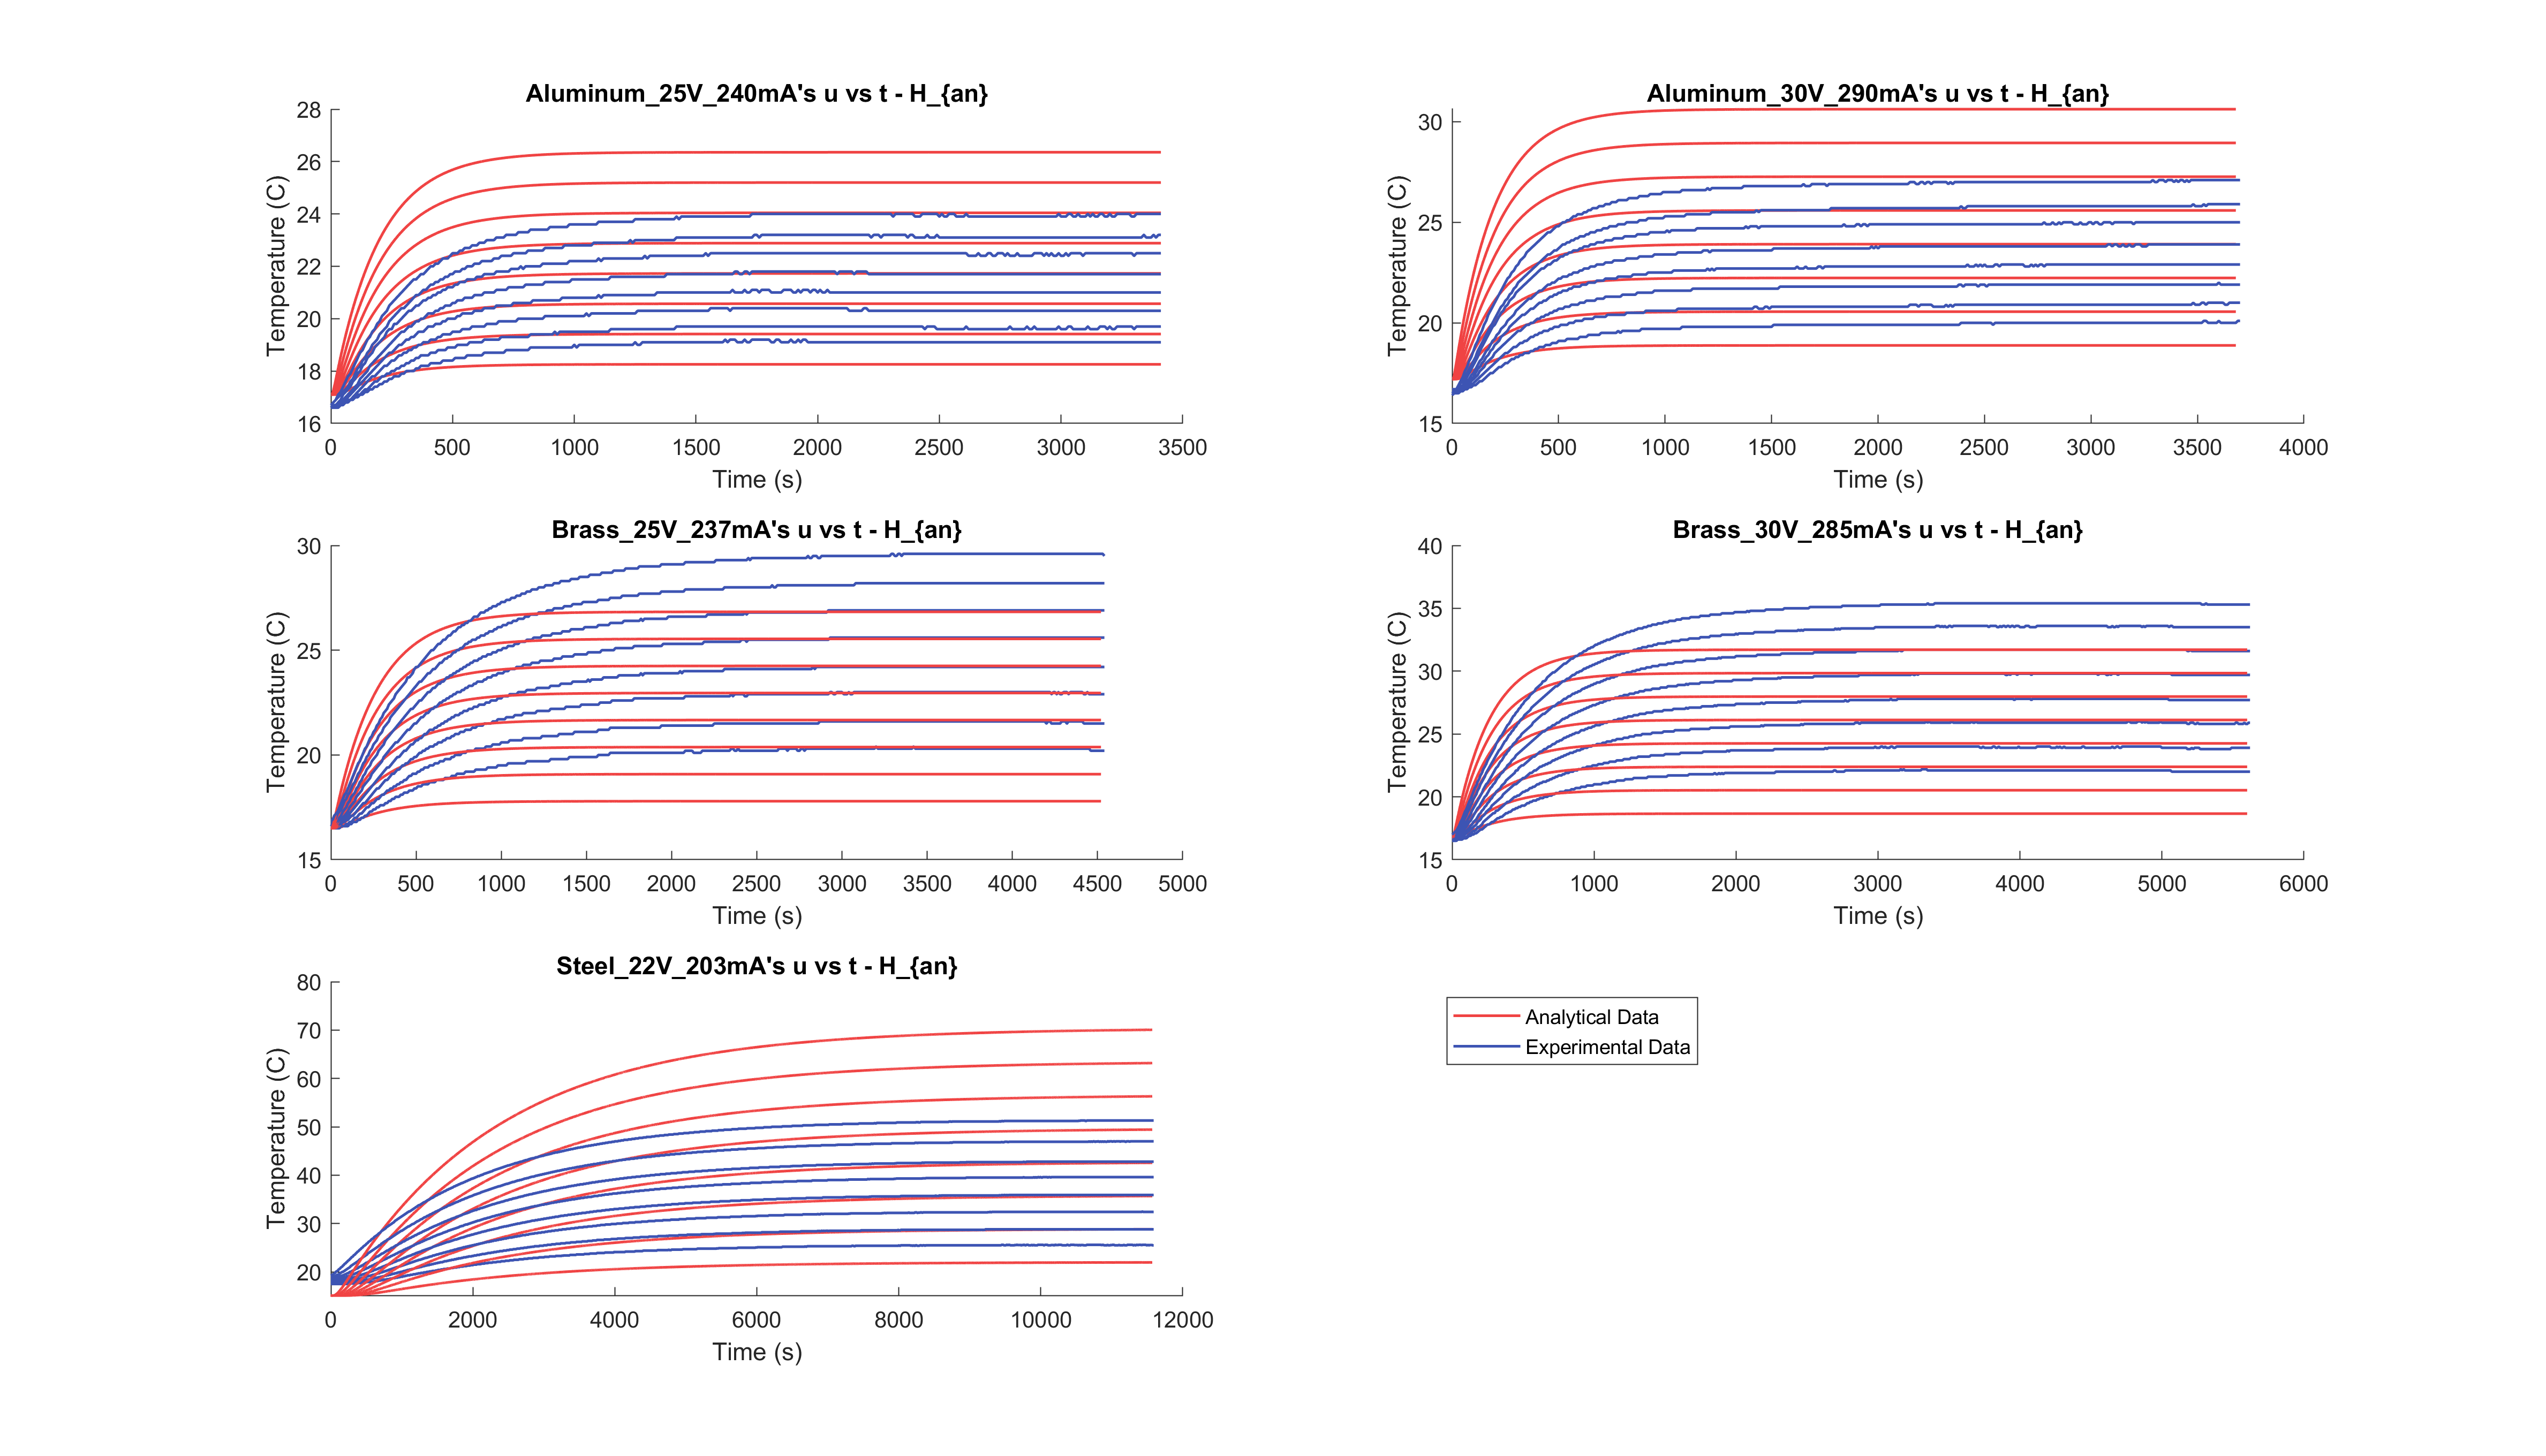 Aluminum_25V_240mA's u vs t - H_{an}
28
26
24
22
20
18
16
Temperature (C)
0 500 1000 1500 2000 2500 3000 3500
Time (s)
Aluminum_30V_290mA's u vs t - H_{an}
30
25
20
15
Temperature (C)
0 500 1000 1500 2000 2500 3000 3500 4000
Time (s)
Brass_25V_237mA's u vs t - H_{an}
30
25
20
15
Temperature (C)
0 500 1000 1500 2000 2500 3000 3500 4000 4500 5000
Time (s)
Brass_30V_285mA's u vs t - H_{an}
40
35
30
25
20
15
Temperature (C)
0 1000 2000 3000 4000 5000 6000
Time (s)
Steel_22V_203mA's u vs t - H_{an}
80
70
60
50
40
30
20
Temperature (C)
0 2000 4000 6000 8000 10000 12000
Time (s)
Analytical Data
Experimental Data